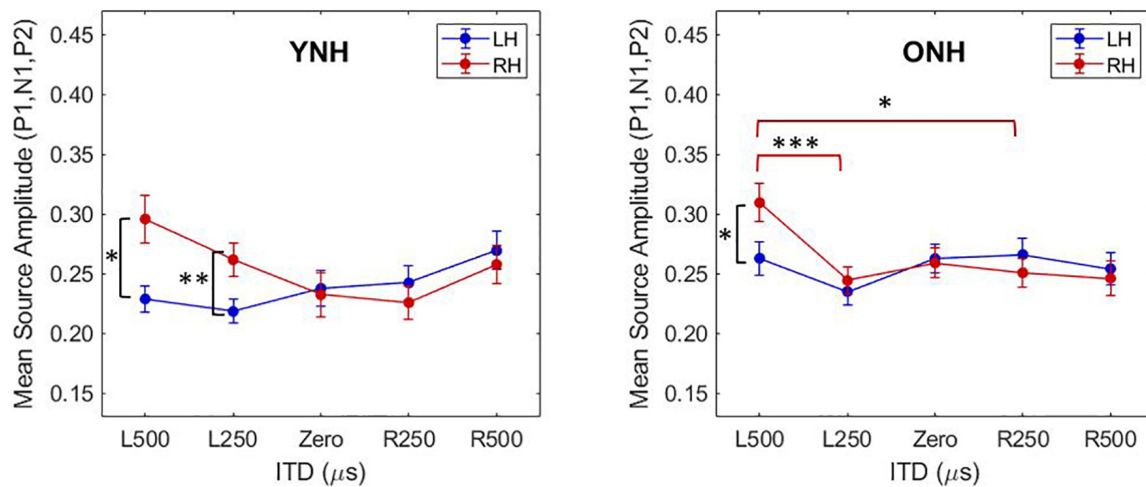 YNH
LH
RH
Mean Source Amplitude (P1,N1,P2)
0.45
0.40
0.35
0.30
0.25
0.20
0.15
*
**
L500 L250 Zero R250 R500
ITD (μs)
ONH
LH
RH
Mean Source Amplitude (P1,N1,P2)
0.45
0.40
0.35
0.30
0.25
0.20
0.15
*
***
*
L500 L250 Zero R250 R500
ITD (μs)